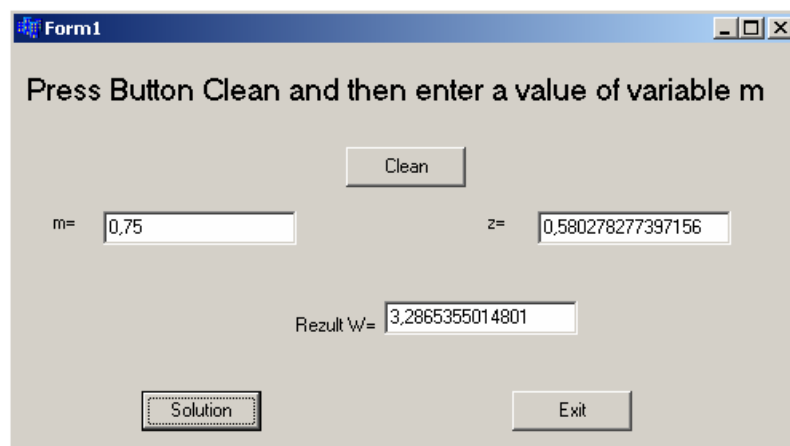 Form1
Press Button Clean and then enter a value of variable m
Clean
m= 0,75 z= 0,580278277397156
Rezult W= 3,2865355014801
Solution Exit